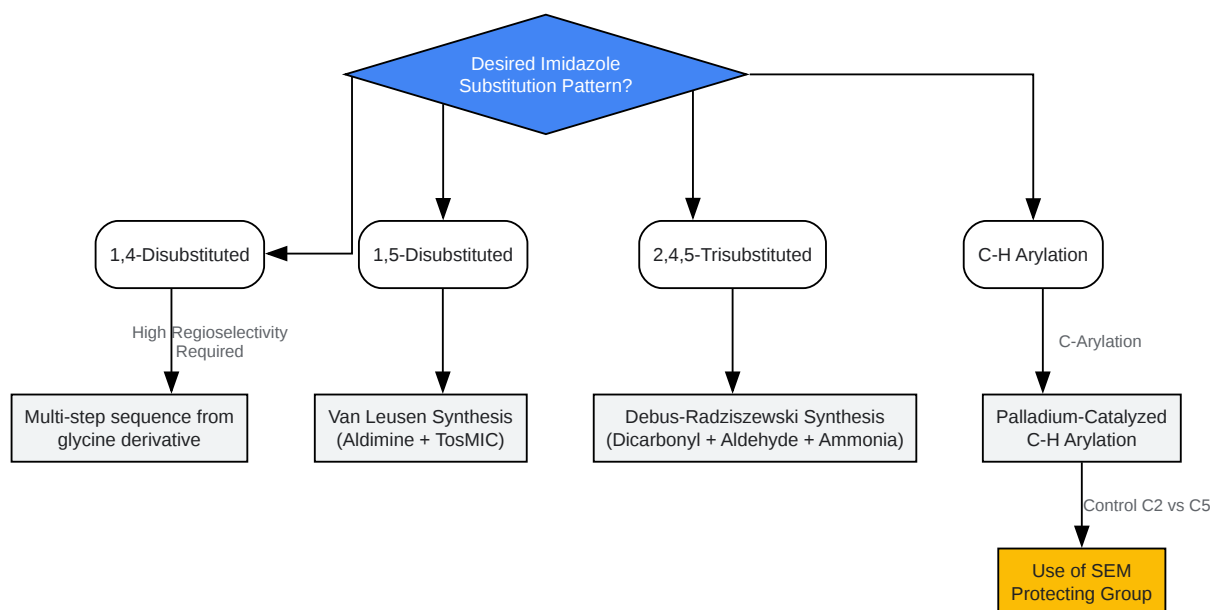 Desired Imidazole
Substitution Pattern?
1,4-Disubstituted
1,5-Disubstituted
2,4,5-Trisubstituted
C-H Arylation
High Regioselectivity
Required
C-Arylation
Multi-step sequence from
glycine derivative
Van Leusen Synthesis
(Aldimine + TosMIC)
Debus-Radziszewski Synthesis
(Dicarbonyl + Aldehyde + Ammonia)
Palladium-Catalyzed
C-H Arylation
Control C2 vs C5
Use of SEM
Protecting Group